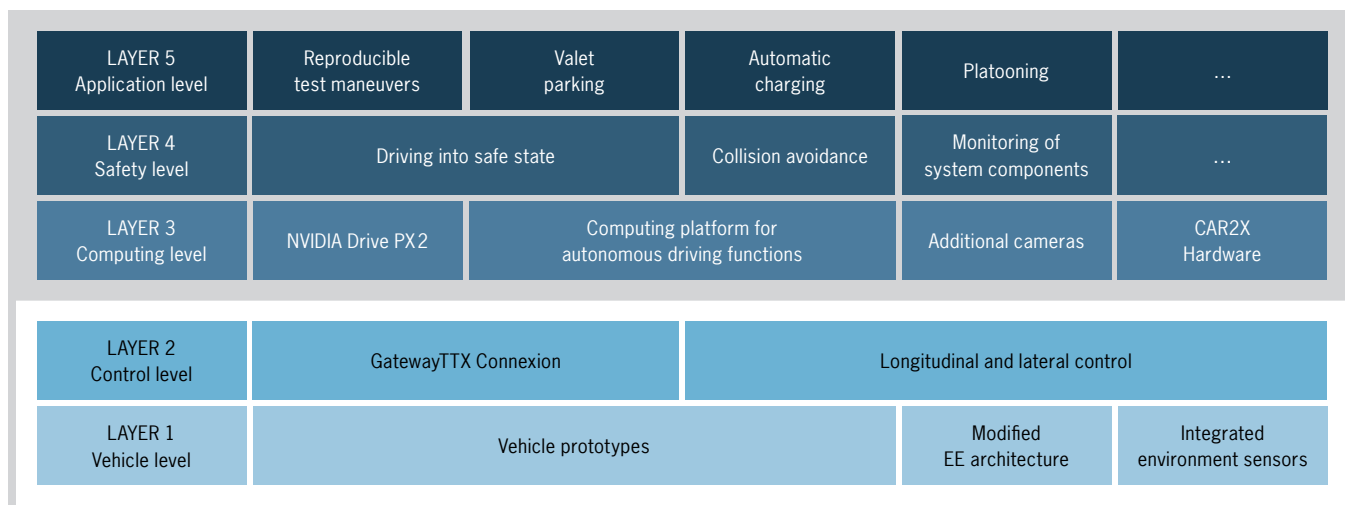 LAYER 5
Application level
Reproducible
test maneuvers
Valet
parking
Automatic
charging
Platooning
...
LAYER 4
Safety level
Driving into safe state
Collision avoidance
Monitoring of
system components
...
LAYER 3
Computing level
NVIDIA Drive PX 2
Computing platform for
autonomous driving functions
Additional cameras
CAR2X
Hardware
LAYER 2
Control level
GatewayTTX Connexion
Longitudinal and lateral control
LAYER 1
Vehicle level
Vehicle prototypes
Modified
EE architecture
Integrated
environment sensors